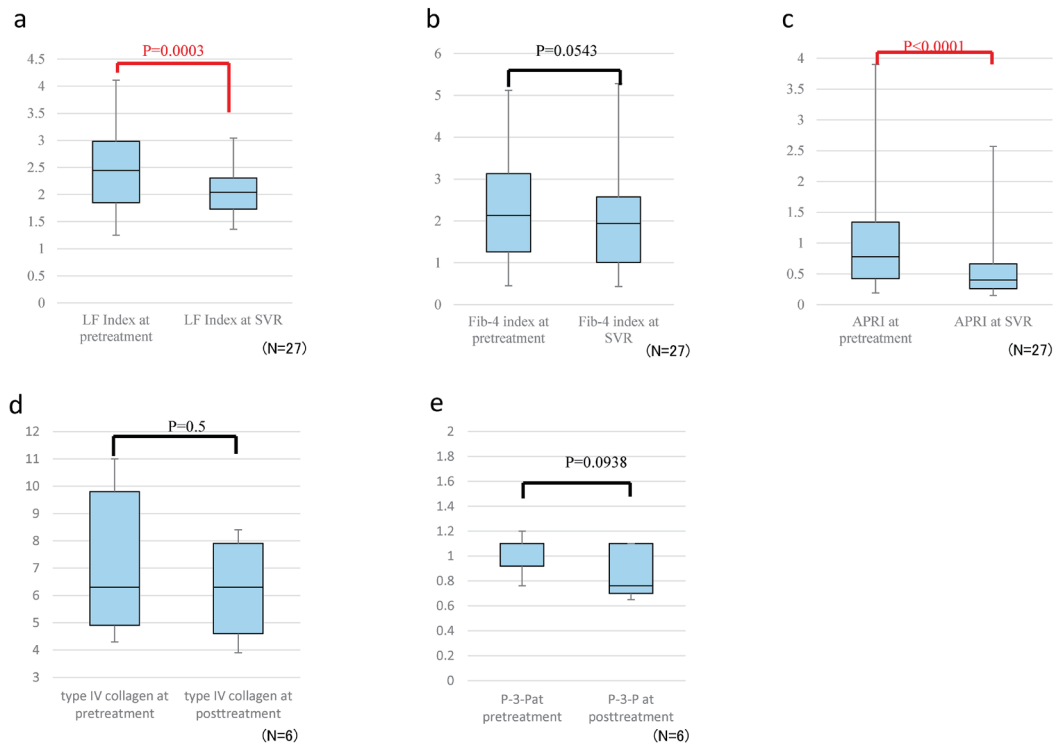 a
P=0.0003
4.5
4
3.5
3
2.5
2
1.5
1
0.5
0
LF Index at pretreatment
LF Index at SVR
(N=27)
b
P=0.0543
6
5
4
3
2
1
0
Fib-4 index at pretreatment
Fib-4 index at SVR
(N=27)
c
P<0.0001
4
3.5
3
2.5
2
1.5
1
0.5
0
APRI at pretreatment
APRI at SVR
(N=27)
d
P=0.5
12
11
10
9
8
7
6
5
4
3
type IV collagen at pretreatment
type IV collagen at posttreatment
(N=6)
e
P=0.0938
2
1.8
1.6
1.4
1.2
1
0.8
0.6
0.4
0.2
0
P-3-Pat pretreatment
P-3-P at posttreatment
(N=6)